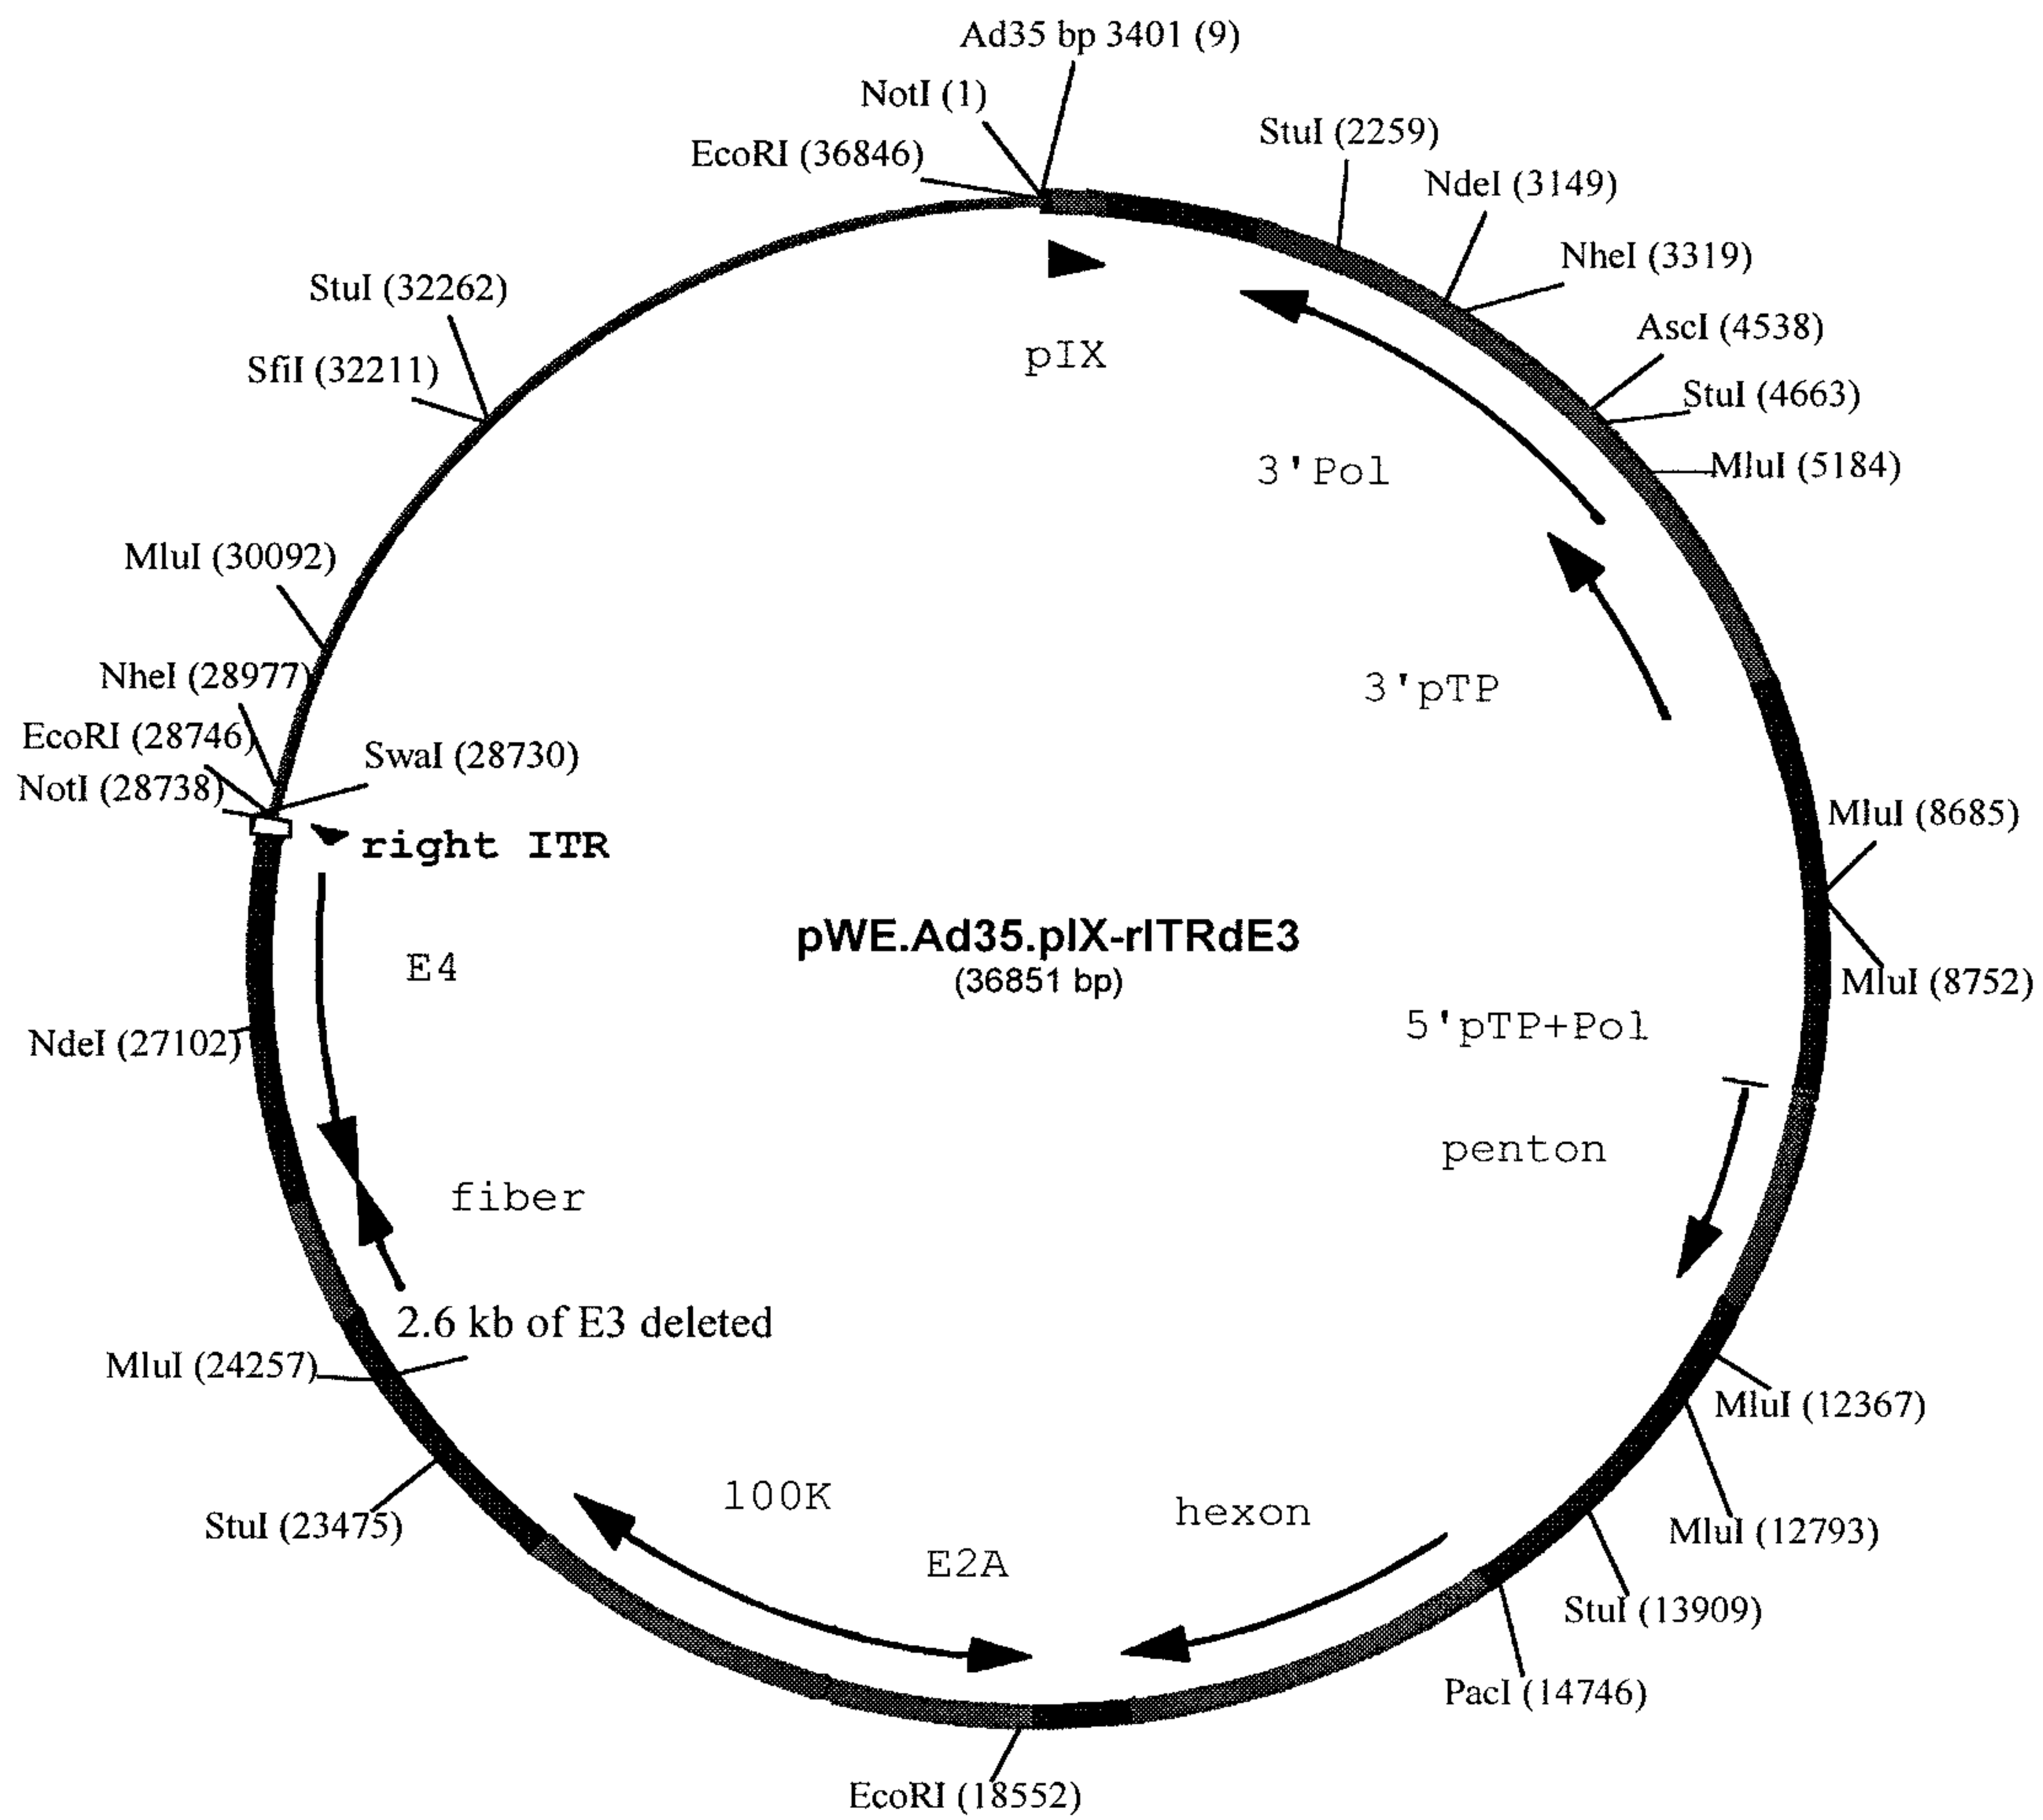 Ad35 bp 3401 (9)
NotI (1)
EcoRI (36846)
StuI (2259)
NdeI (3149)
NheI (3319)
AscI (4538)
StuI (4663)
MluI (5184)
StuI (32262)
SfiI (32211)
pIX
3'Pol
MluI (30092)
NheI (28977)
EcoRI (28746)
SwaI (28730)
NotI (28738)
right ITR
3'pTP
MluI (8685)
pWE.Ad35.pIX-rITRdE3
(36851 bp)
E4
MluI (8752)
NdeI (27102)
5'pTP+Pol
penton
fiber
2.6 kb of E3 deleted
MluI (24257)
MluI (12367)
StuI (23475)
100K
hexon
E2A
MluI (12793)
StuI (13909)
PacI (14746)
EcoRI (18552)